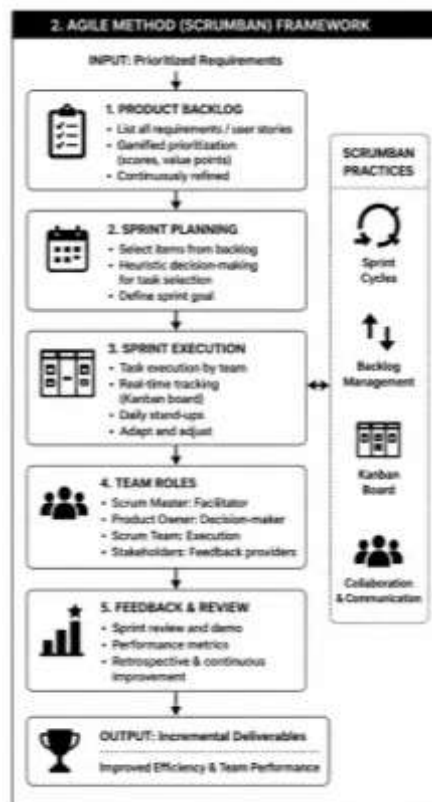 2. AGILE METHOD (SCRUMBAN) FRAMEWORK
INPUT: Prioritized Requirements
1. PRODUCT BACKLOG
• List all requirements / user stories
• Gamified prioritization
(scores, value points)
• Continuously refined
2. SPRINT PLANNING
• Select items from backlog
• Heuristic decision-making
for task selection
• Define sprint goal
3. SPRINT EXECUTION
• Task execution by team
• Real-time tracking
(Kanban board)
• Daily stand-ups
• Adapt and adjust
4. TEAM ROLES
• Scrum Master: Facilitator
• Product Owner: Decision-maker
• Scrum Team: Execution
• Stakeholders: Feedback providers
5. FEEDBACK & REVIEW
• Sprint review and demo
• Performance metrics
• Retrospective & continuous
improvement
OUTPUT: Incremental Deliverables
Improved Efficiency & Team Performance
SCRUMBAN
PRACTICES
Sprint
Cycles
Backlog
Management
Kanban
Board
Collaboration
& Communication